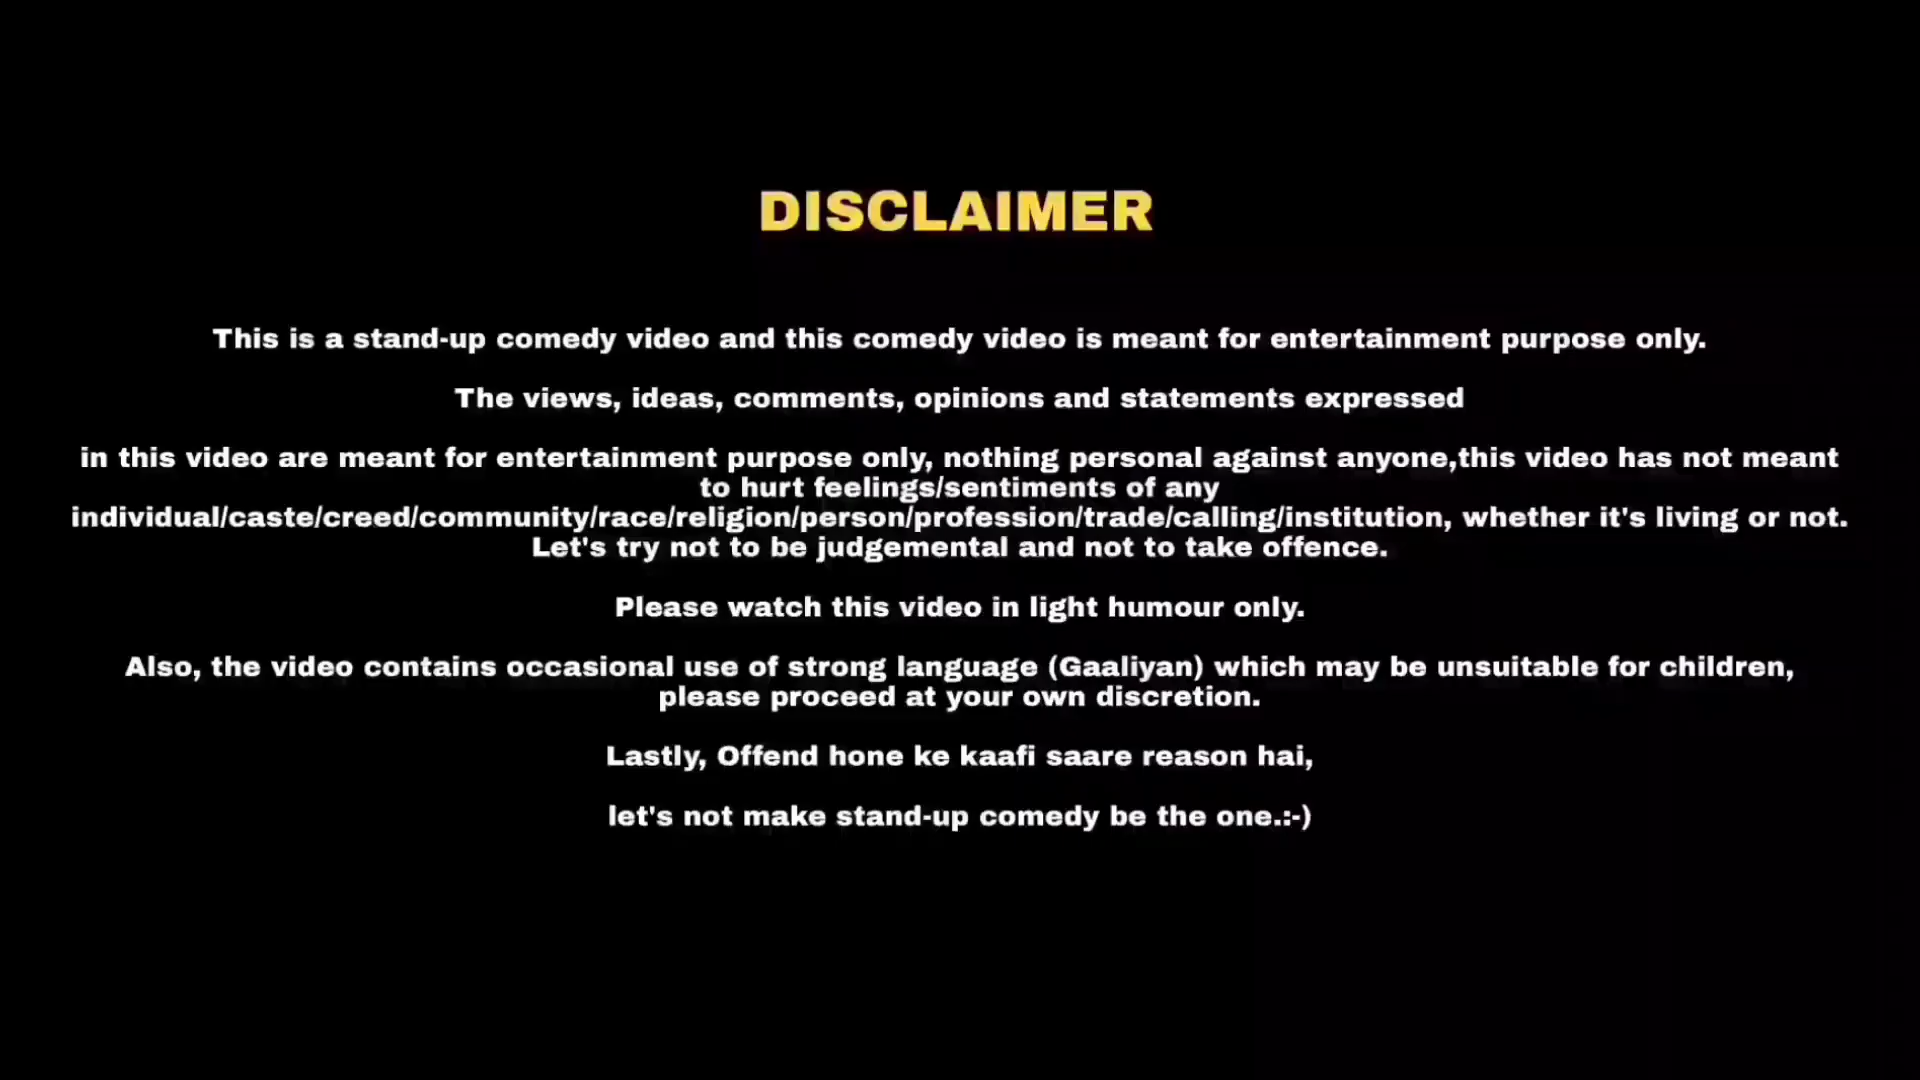 DISCLAIMER
This is a stand-up comedy video and this comedy video is meant for entertainment purpose only.
The views, ideas, comments, opinions and statements expressed
in this video are meant for entertainment purpose only, nothing personal against anyone,this video has not meant
to hurt feelings/sentiments of any
individual/caste/creed/community/race/religion/person/profession/trade/calling/institution, whether it's living or not.
Let's try not to be judgemental and not to take offence.
Please watch this video in light humour only.
Also, the video contains occasional use of strong language (Gaaliyan) which may be unsuitable for children,
please proceed at your own discretion.
Lastly, Offend hone ke kaafi saare reason hai,
let's not make stand-up comedy be the one.:-)